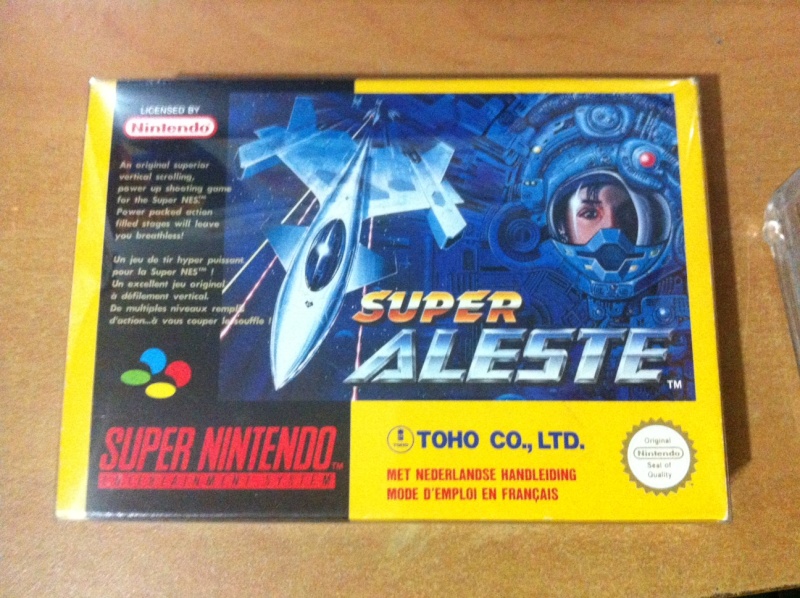 LICENSED BY
Nintendo
An original superior
vertical scrolling,
power up shooting game
for the Super NES™
Power packed action
filled stages will leave
you breathless!
Un jeu de tir hyper puissant
pour la Super NES™ !
Un excellent jeu original
à défilement vertical.
De multiples niveaux remplis
d'action...à vous couper le souffle !
SUPER
ALESTE™
SUPER NINTENDO™
ENTERTAINMENT SYSTEM
TOHO CO., LTD.
MET NEDERLANDSE HANDLEIDING
MODE D'EMPLOI EN FRANÇAIS
Original
Nintendo
Seal of
Quality